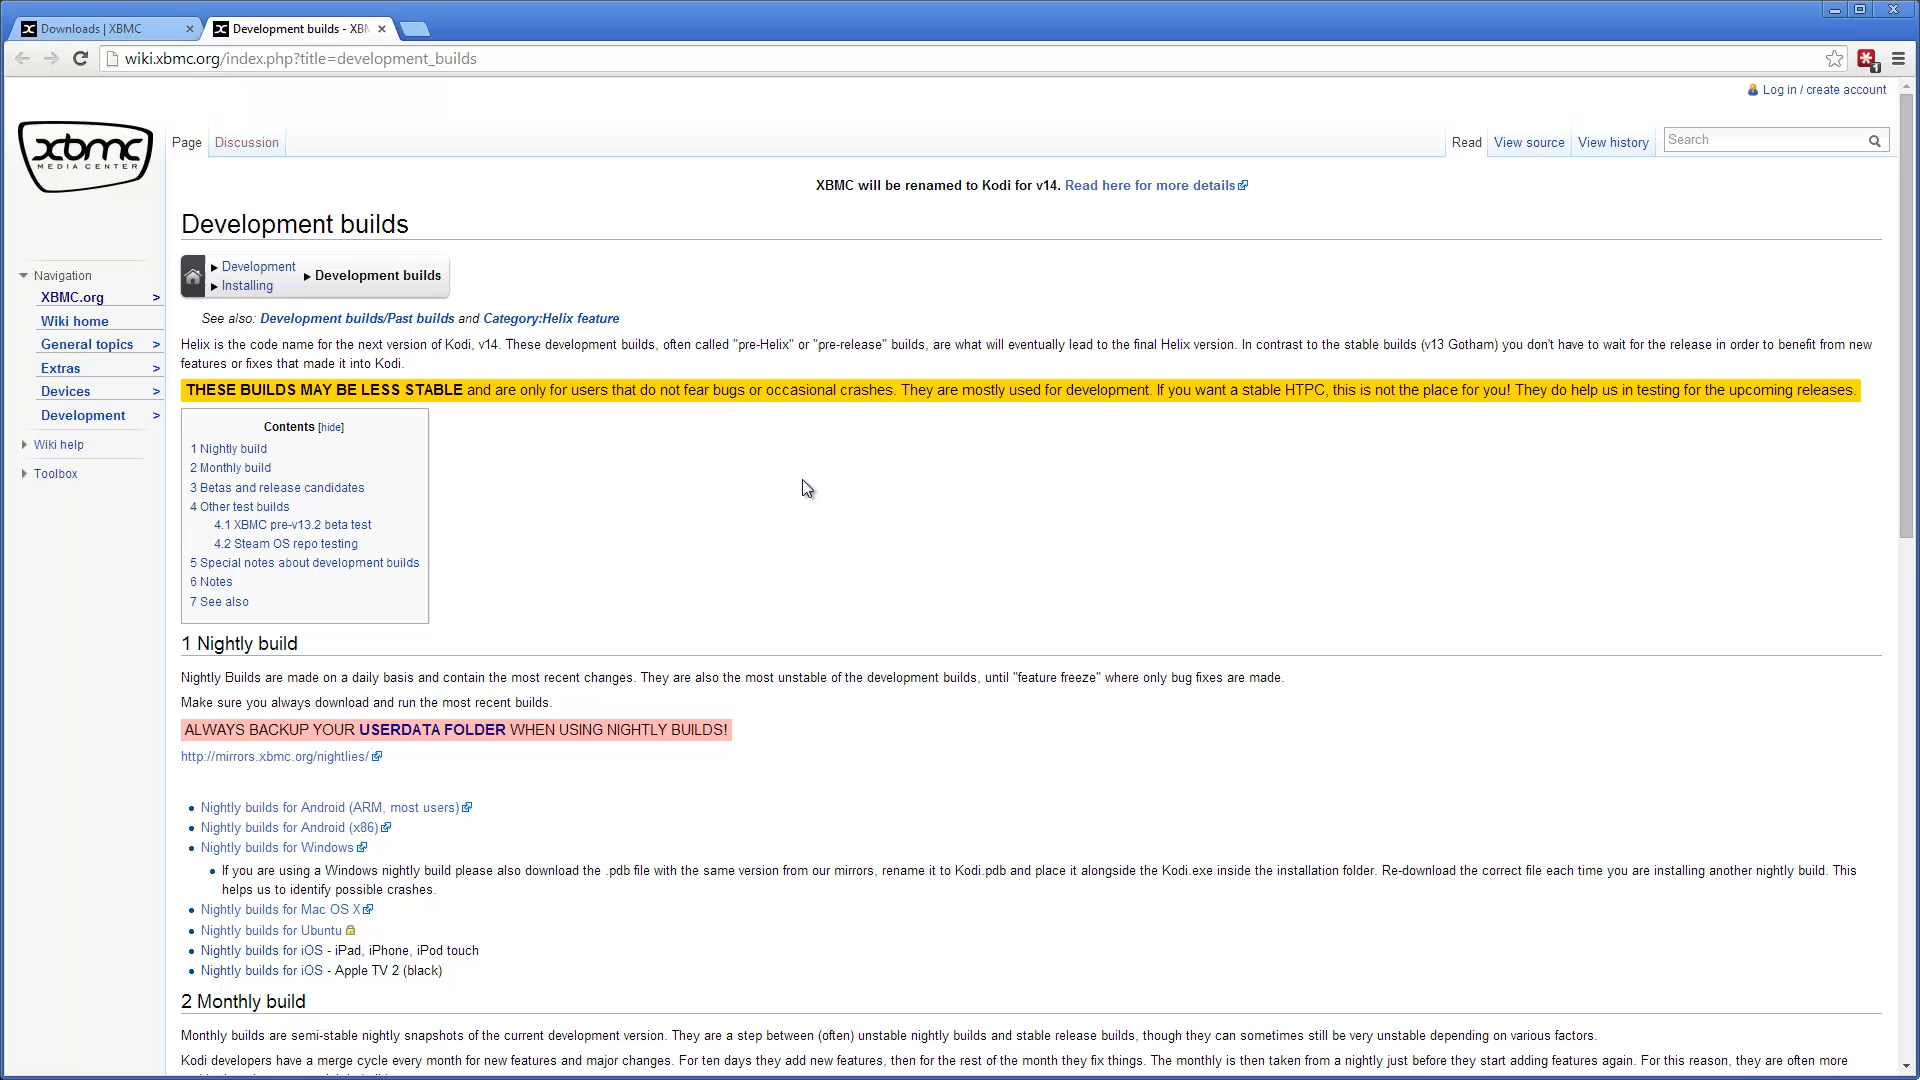 Downloads | XBMC
Development builds - XBM
wiki.xbmc.org/index.php?title=development_builds
1
Log in / create account
xbmc
MEDIA CENTER
Page
Discussion
Read
View source
View history
Search
XBMC will be renamed to Kodi for v14. Read here for more details
Development builds
Development
Installing
Development builds
Navigation
XBMC.org >
Wiki home
General topics >
Extras >
Devices >
Development >
Wiki help
Toolbox
See also: Development builds/Past builds and Category:Helix feature
Helix is the code name for the next version of Kodi, v14. These development builds, often called "pre-Helix" or "pre-release" builds, are what will eventually lead to the final Helix version. In contrast to the stable builds (v13 Gotham) you don't have to wait for the release in order to benefit from new
features or fixes that made it into Kodi.
THESE BUILDS MAY BE LESS STABLE and are only for users that do not fear bugs or occasional crashes. They are mostly used for development. If you want a stable HTPC, this is not the place for you! They do help us in testing for the upcoming releases.
Contents [hide]
1 Nightly build
2 Monthly build
3 Betas and release candidates
4 Other test builds
4.1 XBMC pre-v13.2 beta test
4.2 Steam OS repo testing
5 Special notes about development builds
6 Notes
7 See also
1 Nightly build
Nightly Builds are made on a daily basis and contain the most recent changes. They are also the most unstable of the development builds, until "feature freeze" where only bug fixes are made.
Make sure you always download and run the most recent builds.
ALWAYS BACKUP YOUR USERDATA FOLDER WHEN USING NIGHTLY BUILDS!
http://mirrors.xbmc.org/nightlies/
Nightly builds for Android (ARM, most users)
Nightly builds for Android (x86)
Nightly builds for Windows
If you are using a Windows nightly build please also download the .pdb file with the same version from our mirrors, rename it to Kodi.pdb and place it alongside the Kodi.exe inside the installation folder. Re-download the correct file each time you are installing another nightly build. This
helps us to identify possible crashes.
Nightly builds for Mac OS X
Nightly builds for Ubuntu
Nightly builds for iOS - iPad, iPhone, iPod touch
Nightly builds for iOS - Apple TV 2 (black)
2 Monthly build
Monthly builds are semi-stable nightly snapshots of the current development version. They are a step between (often) unstable nightly builds and stable release builds, though they can sometimes still be very unstable depending on various factors.
Kodi developers have a merge cycle every month for new features and major changes. For ten days they add new features, then for the rest of the month they fix things. The monthly is then taken from a nightly just before they start adding features again. For this reason, they are often more